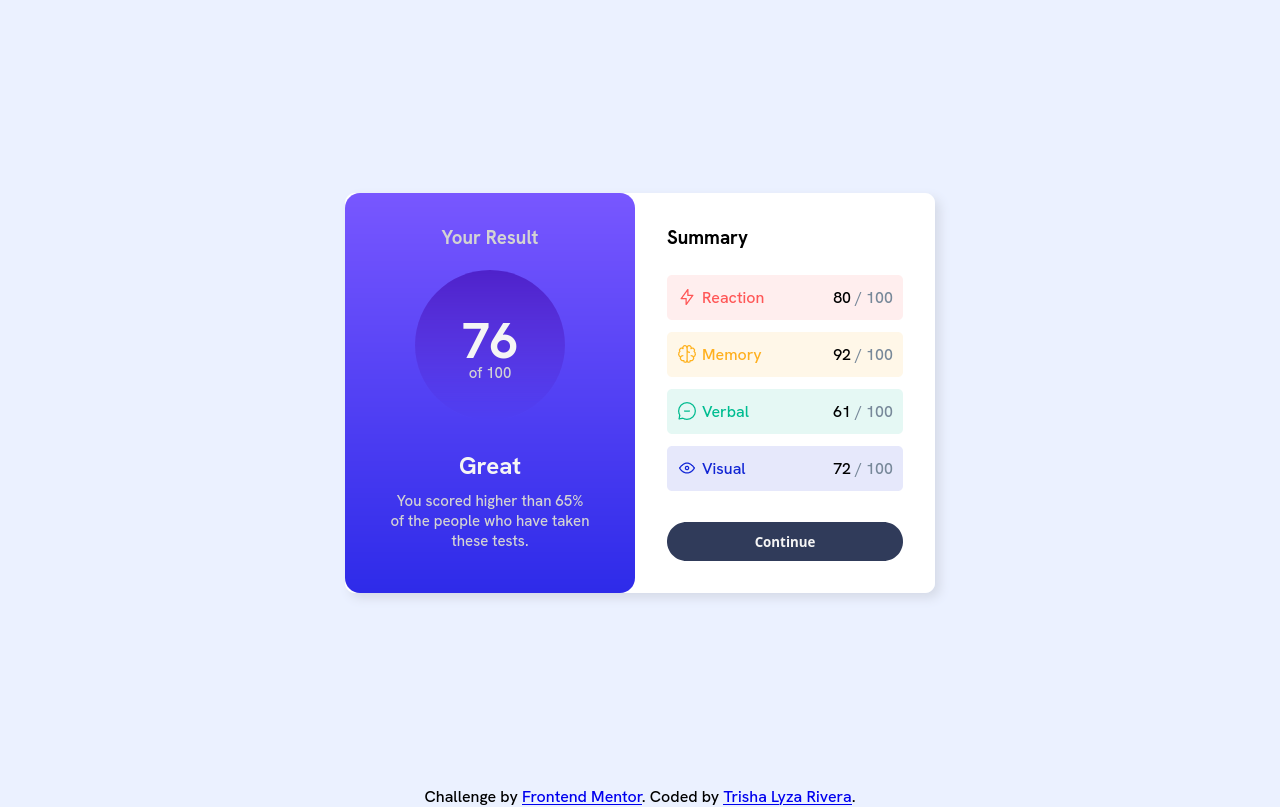 Your Result
76
of 100
Great
You scored higher than 65%
of the people who have taken
these tests.
Summary
Reaction 80 / 100
Memory 92 / 100
Verbal 61 / 100
Visual 72 / 100
Continue
Challenge by Frontend Mentor. Coded by Trisha Lyza Rivera.